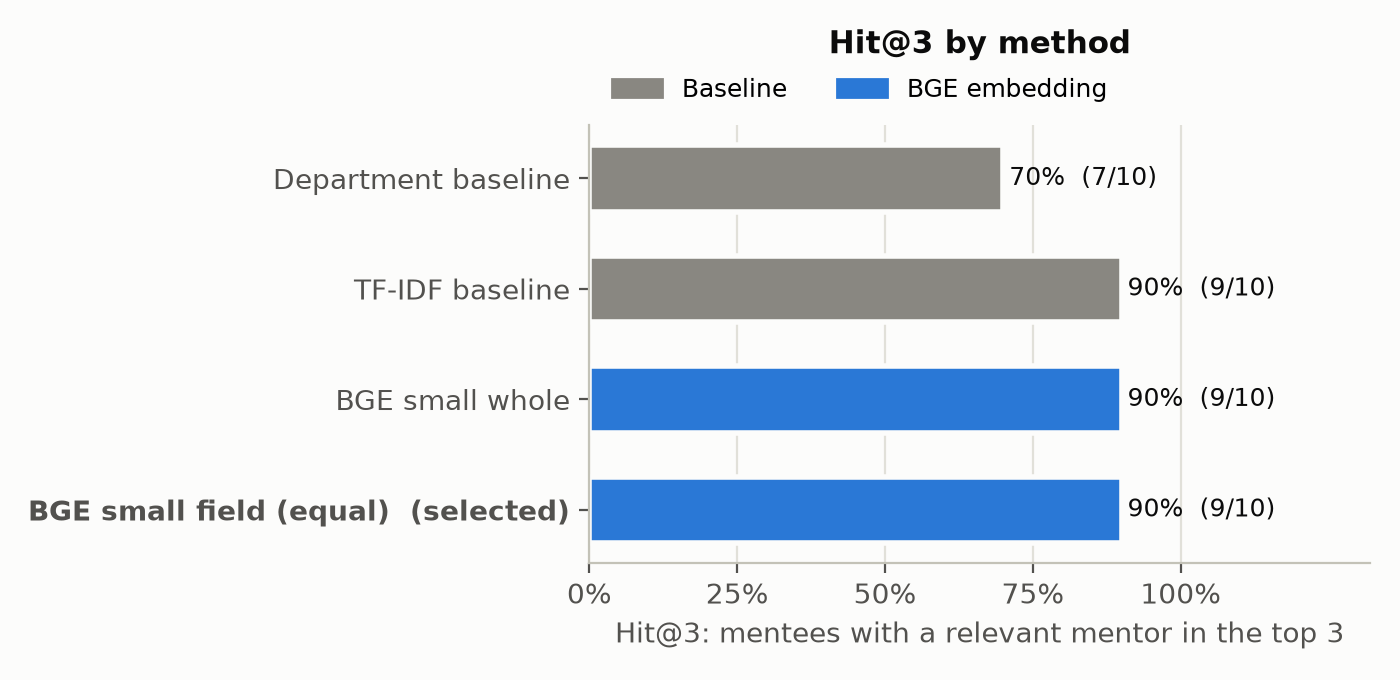 Hit@3 by method
Baseline
BGE embedding
Department baseline
70%  (7/10)
TF-IDF baseline
90%  (9/10)
BGE small whole
90%  (9/10)
BGE small field (equal)  (selected)
90%  (9/10)
0%
25%
50%
75%
100%
Hit@3: mentees with a relevant mentor in the top 3